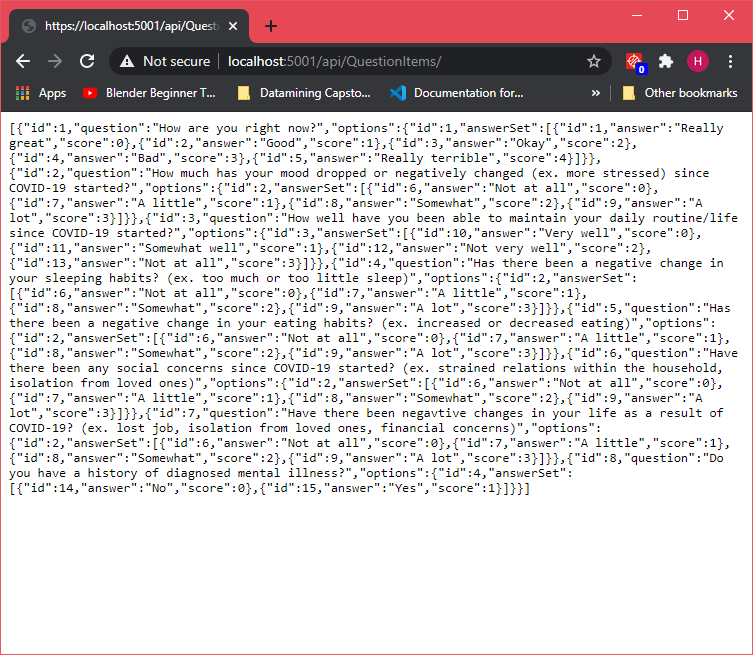 https://localhost:5001/api/Questi
Not secure
localhost:5001/api/QuestionItems/
0
H
Apps
Blender Beginner T...
Datamining Capsto...
Documentation for...
»
Other bookmarks
[{"id":1,"question":"How are you right now?","options":{"id":1,"answerSet":[{"id":1,"answer":"Really
great","score":0},{"id":2,"answer":"Good","score":1},{"id":3,"answer":"Okay","score":2},
{"id":4,"answer":"Bad","score":3},{"id":5,"answer":"Really terrible","score":4}]}},
{"id":2,"question":"How much has your mood dropped or negatively changed (ex. more stressed) since
COVID-19 started?","options":{"id":2,"answerSet":[{"id":6,"answer":"Not at all","score":0},
{"id":7,"answer":"A little","score":1},{"id":8,"answer":"Somewhat","score":2},{"id":9,"answer":"A
lot","score":3}]}},{"id":3,"question":"How well have you been able to maintain your daily routine/life
since COVID-19 started?","options":{"id":3,"answerSet":[{"id":10,"answer":"Very well","score":0},
{"id":11,"answer":"Somewhat well","score":1},{"id":12,"answer":"Not very well","score":2},
{"id":13,"answer":"Not at all","score":3}]}},{"id":4,"question":"Has there been a negative change in
your sleeping habits? (ex. too much or too little sleep)","options":{"id":2,"answerSet":
[{"id":6,"answer":"Not at all","score":0},{"id":7,"answer":"A little","score":1},
{"id":8,"answer":"Somewhat","score":2},{"id":9,"answer":"A lot","score":3}]}},{"id":5,"question":"Has
there been a negative change in your eating habits? (ex. increased or decreased eating)","options":
{"id":2,"answerSet":[{"id":6,"answer":"Not at all","score":0},{"id":7,"answer":"A little","score":1},
{"id":8,"answer":"Somewhat","score":2},{"id":9,"answer":"A lot","score":3}]}},{"id":6,"question":"Have
there been any social concerns since COVID-19 started? (ex. strained relations within the household,
isolation from loved ones)","options":{"id":2,"answerSet":[{"id":6,"answer":"Not at all","score":0},
{"id":7,"answer":"A little","score":1},{"id":8,"answer":"Somewhat","score":2},{"id":9,"answer":"A
lot","score":3}]}},{"id":7,"question":"Have there been negavtive changes in your life as a result of
COVID-19? (ex. lost job, isolation from loved ones, financial concerns)","options":
{"id":2,"answerSet":[{"id":6,"answer":"Not at all","score":0},{"id":7,"answer":"A little","score":1},
{"id":8,"answer":"Somewhat","score":2},{"id":9,"answer":"A lot","score":3}]}},{"id":8,"question":"Do
you have a history of diagnosed mental illness?","options":{"id":4,"answerSet":
[{"id":14,"answer":"No","score":0},{"id":15,"answer":"Yes","score":1}]}}]